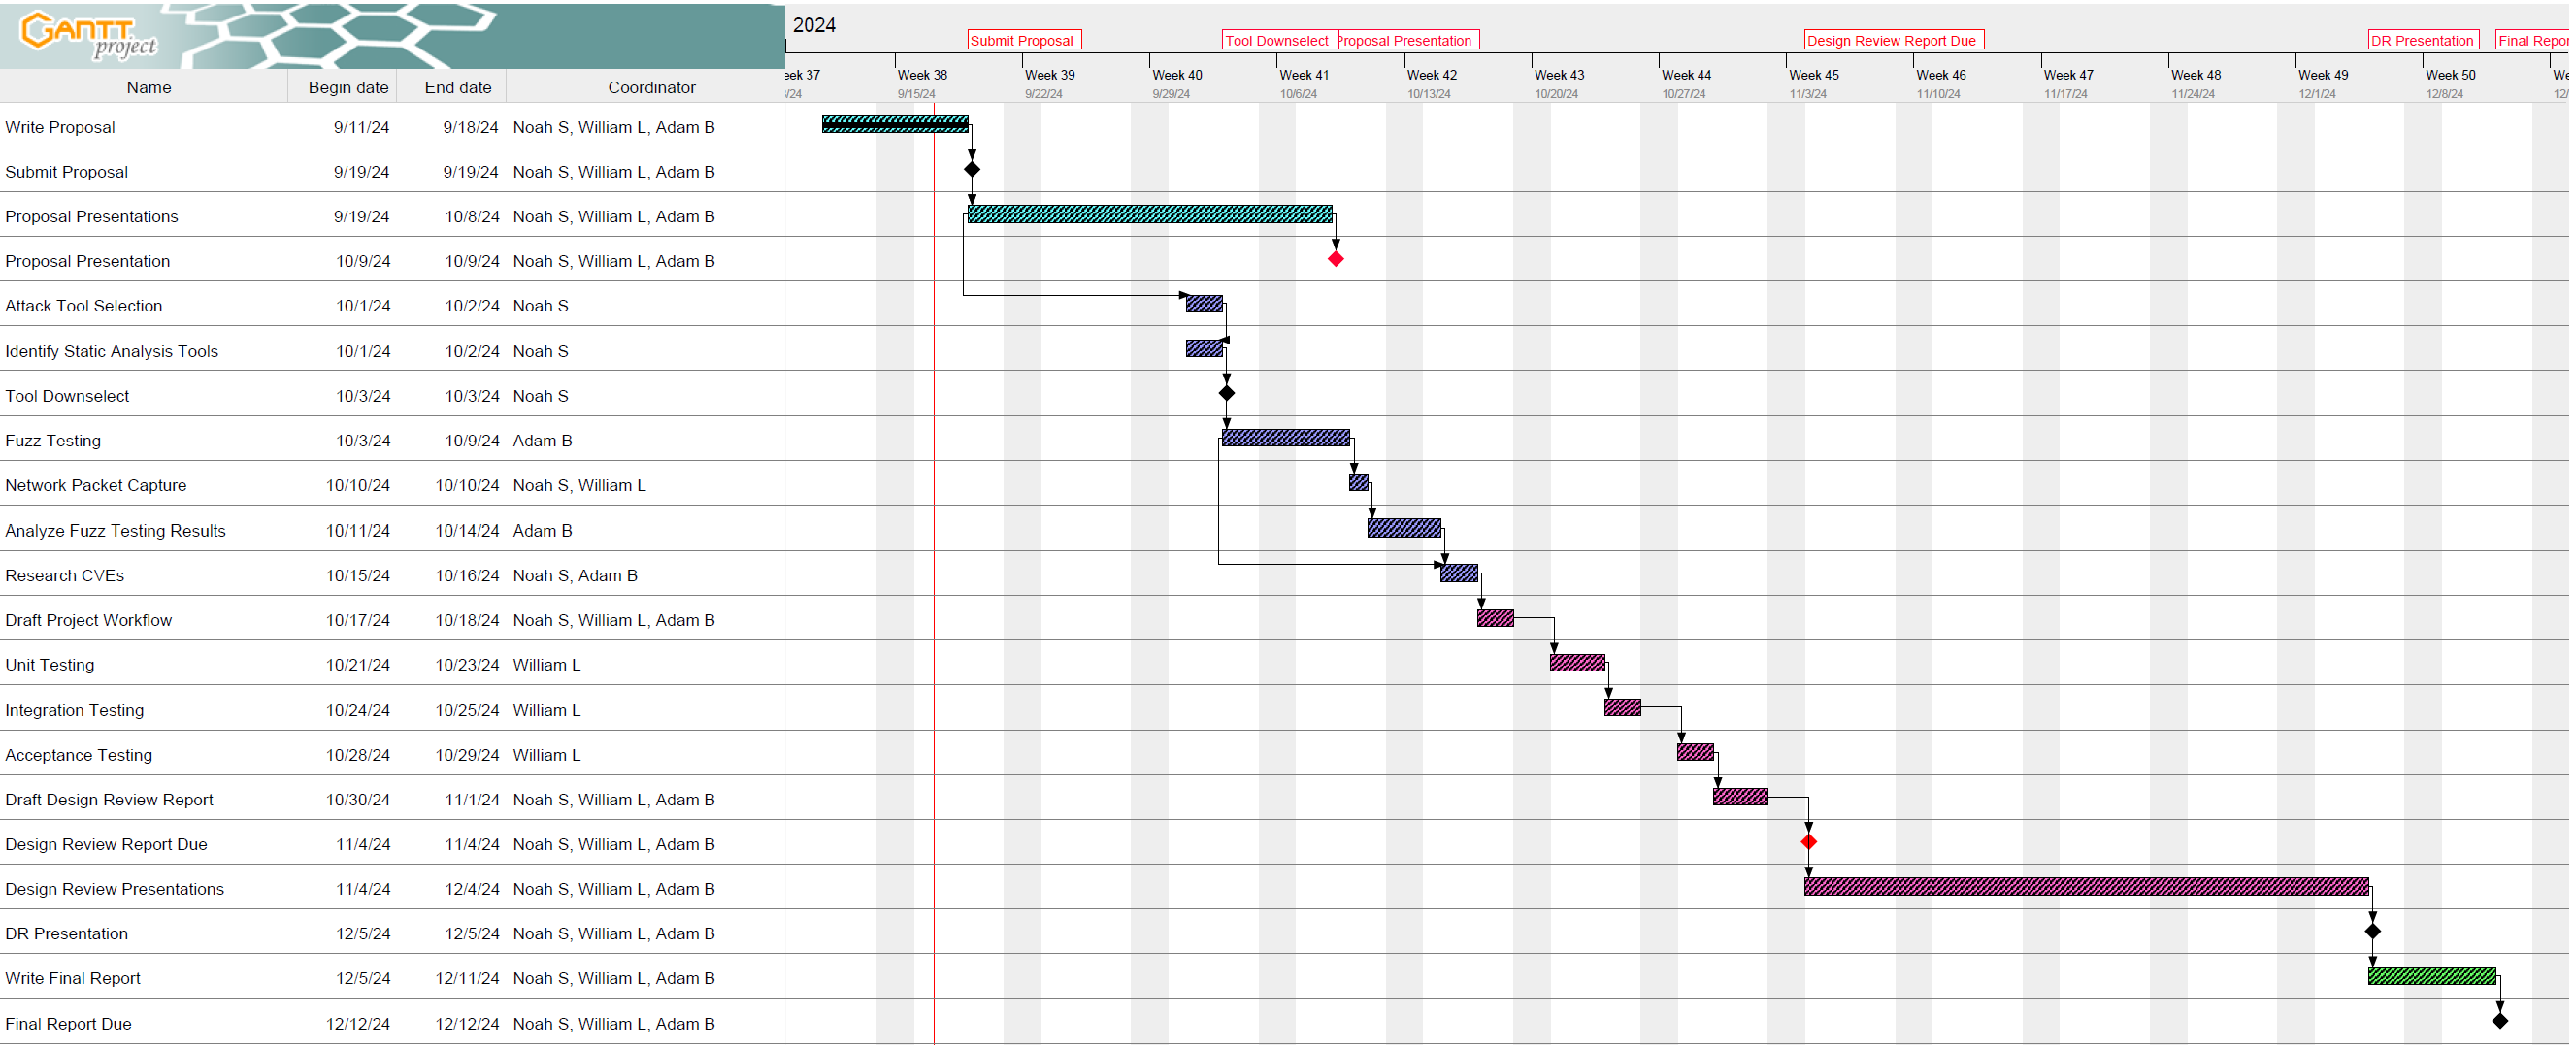 GANTT
project
2024
Submit Proposal
Tool Downselect
Proposal Presentation
Design Review Report Due
DR Presentation
Final Repor
Name Begin date End date Coordinator
eek 37 Week 38 Week 39 Week 40 Week 41 Week 42 Week 43 Week 44 Week 45 Week 46 Week 47 Week 48 Week 49 Week 50 We
/24 9/15/24 9/22/24 9/29/24 10/6/24 10/13/24 10/20/24 10/27/24 11/3/24 11/10/24 11/17/24 11/24/24 12/1/24 12/8/24 12/
Write Proposal 9/11/24 9/18/24 Noah S, William L, Adam B
Submit Proposal 9/19/24 9/19/24 Noah S, William L, Adam B
Proposal Presentations 9/19/24 10/8/24 Noah S, William L, Adam B
Proposal Presentation 10/9/24 10/9/24 Noah S, William L, Adam B
Attack Tool Selection 10/1/24 10/2/24 Noah S
Identify Static Analysis Tools 10/1/24 10/2/24 Noah S
Tool Downselect 10/3/24 10/3/24 Noah S
Fuzz Testing 10/3/24 10/9/24 Adam B
Network Packet Capture 10/10/24 10/10/24 Noah S, William L
Analyze Fuzz Testing Results 10/11/24 10/14/24 Adam B
Research CVEs 10/15/24 10/16/24 Noah S, Adam B
Draft Project Workflow 10/17/24 10/18/24 Noah S, William L, Adam B
Unit Testing 10/21/24 10/23/24 William L
Integration Testing 10/24/24 10/25/24 William L
Acceptance Testing 10/28/24 10/29/24 William L
Draft Design Review Report 10/30/24 11/1/24 Noah S, William L, Adam B
Design Review Report Due 11/4/24 11/4/24 Noah S, William L, Adam B
Design Review Presentations 11/4/24 12/4/24 Noah S, William L, Adam B
DR Presentation 12/5/24 12/5/24 Noah S, William L, Adam B
Write Final Report 12/5/24 12/11/24 Noah S, William L, Adam B
Final Report Due 12/12/24 12/12/24 Noah S, William L, Adam B